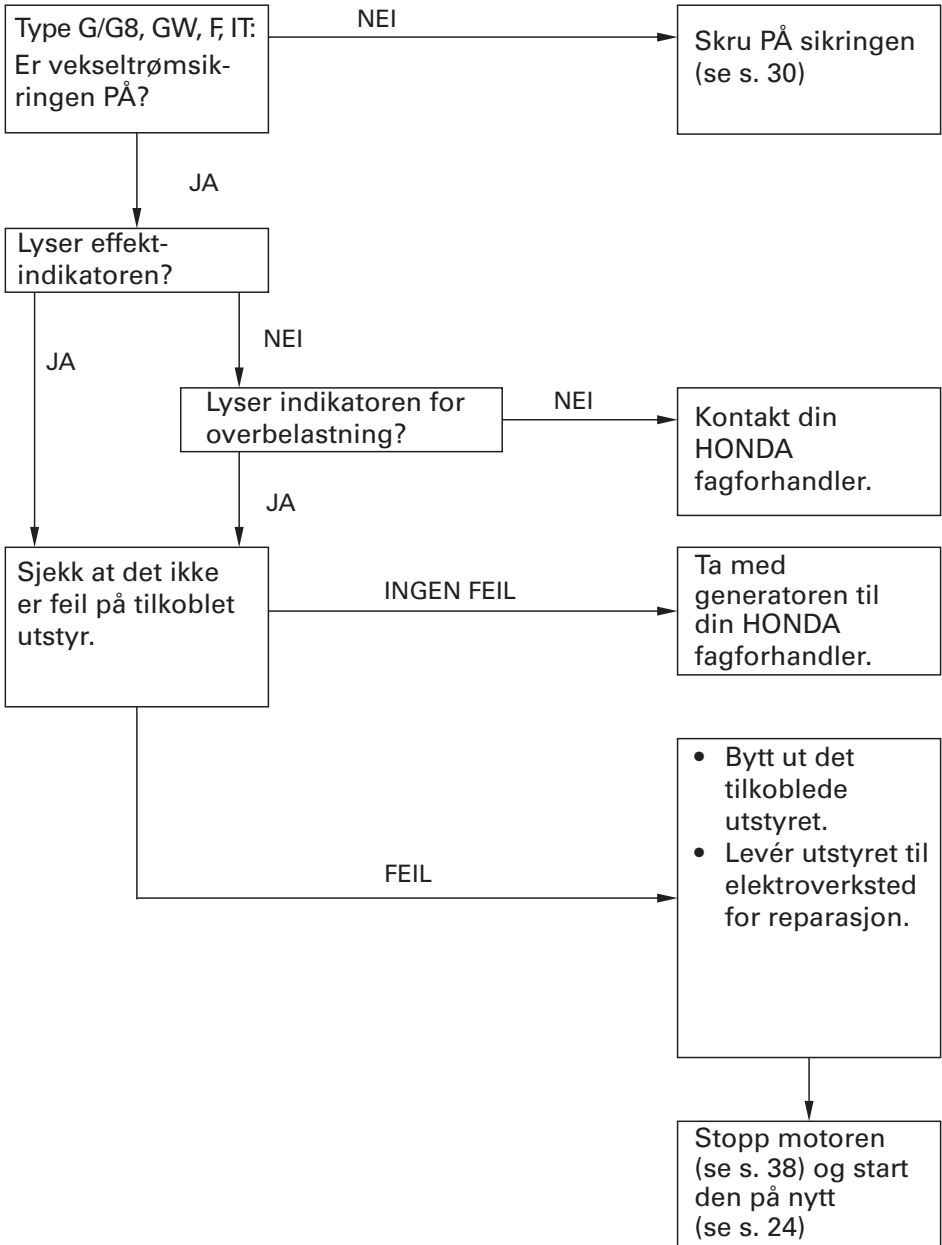 Type G/G8, GW, F, IT:
Er vekseltrømsik-
ringen PÅ?
NEI
Skru PÅ sikringen
(se s. 30)
JA
Lyser effekt-
indikatoren?
JA
NEI
Lyser indikatoren for
overbelastning?
NEI
Kontakt din
HONDA
fagforhandler.
JA
Sjekk at det ikke
er feil på tilkoblet
utstyr.
INGEN FEIL
Ta med
generatoren til
din HONDA
fagforhandler.
FEIL
• Bytt ut det
tilkoblede
utstyret.
• Levér utstyret til
elektroverksted
for reparasjon.
Stopp motoren
(se s. 38) og start
den på nytt
(se s. 24)